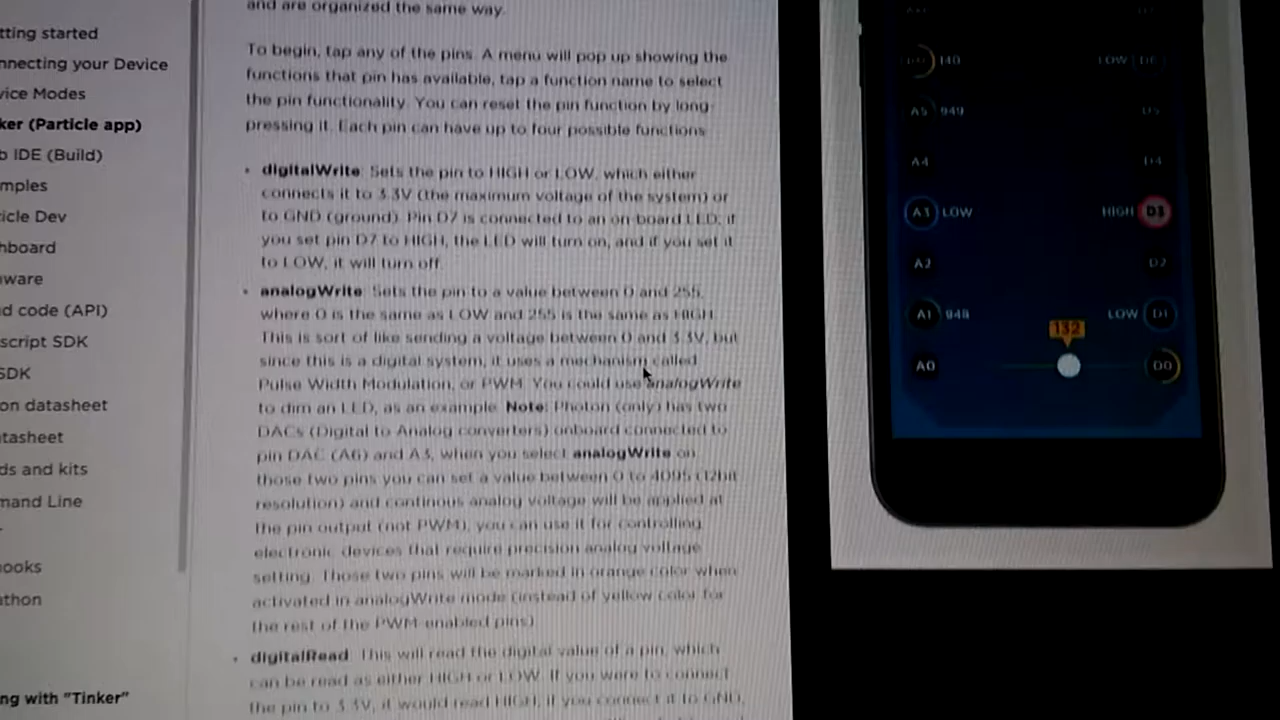 and are organized the same way.
To begin, tap any of the pins. A menu will pop up showing the
functions that pin has available, tap a function name to select
the pin functionality. You can reset the pin function by long-
pressing it. Each pin can have up to four possible functions
• digitalWrite: Sets the pin to HIGH or LOW, which either
connects it to 3.3V (the maximum voltage of the system) or
to GND (ground). Pin D7 is connected to an on-board LED; if
you set pin D7 to HIGH, the LED will turn on, and if you set it
to LOW, it will turn off.
• analogWrite: Sets the pin to a value between 0 and 255,
where 0 is the same as LOW and 255 is the same as HIGH.
This is sort of like sending a voltage between 0 and 3.3V, but
since this is a digital system, it uses a mechanism called
Pulse Width Modulation, or PWM. You could use analogWrite
to dim an LED, as an example. Note: Photon (only) has two
DACs (Digital to Analog converters) onboard connected to
pin DAC (A6) and A3, when you select analogWrite on
those two pins you can set a value between 0 to 4095 (12bit
resolution) and continous analog voltage will be applied at
the pin output (not PWM), you can use it for controlling
electronic devices that require precision analog voltage
setting. Those two pins will be marked in orange color when
activated in analogWrite mode (instead of yellow color for
the rest of the PWM enabled pins)
• digitalRead: This will read the digital value of a pin, which
can be read as either HIGH or LOW. If you were to connect
the pin to 3.3V, it would read HIGH; if you connect it to GND,
tting started
nnecting your Device
vice Modes
ker (Particle app)
b IDE (Build)
mples
ticle Dev
hboard
ware
d code (API)
script SDK
SDK
on datasheet
tasheet
ds and kits
mand Line
ooks
thon
ng with "Tinker"
140 LOW
A5 949 D5
A4 D4
A3 LOW HIGH D3
A2 D2
A1 948 LOW D1
132
A0 D0